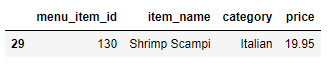 menu_item_id item_name category price
29 130 Shrimp Scampi Italian 19.95